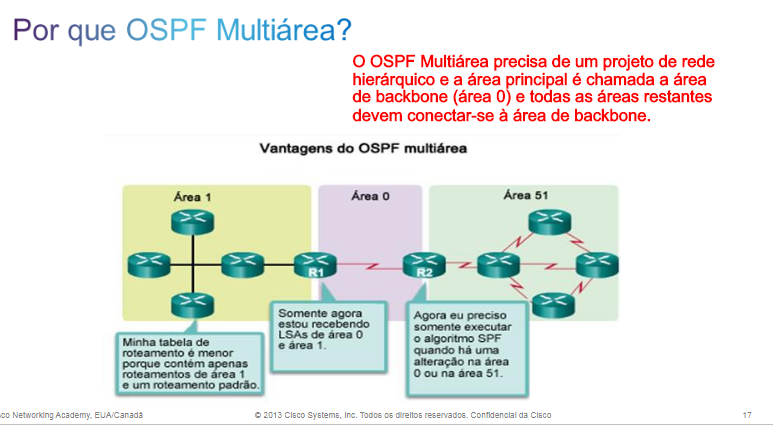 Por que OSPF Multiárea?
O OSPF Multiárea precisa de um projeto de rede
hierárquico e a área principal é chamada a área
de backbone (área 0) e todas as áreas restantes
devem conectar-se à área de backbone.
Vantagens do OSPF multiárea
Área 1
Área 0
Área 51
R1
R2
Minha tabela de
roteamento é menor
porque contém apenas
roteamentos de área 1
e um roteamento padrão.
Somente agora
estou recebendo
LSAs de área 0
e área 1.
Agora eu preciso
somente executar
o algoritmo SPF
quando há uma
alteração na área
0 ou na área 51.
sco Networking Academy, EUA/Canadá
© 2013 Cisco Systems, Inc. Todos os direitos reservados. Confidencial da Cisco
17